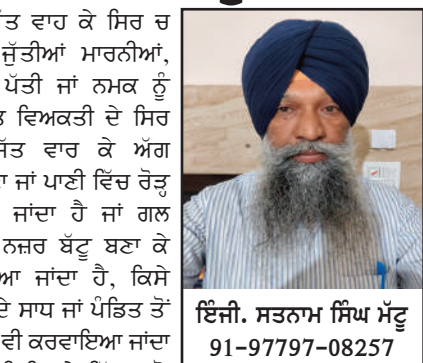 ਵਾਹ ਕੇ ਸਿਰ ਚ
ਜੁੱਤੀਆਂ ਮਾਰਨੀਆਂ,
ਪੱਤੀ ਜਾਂ ਨਮਕ ਨੂੰ
ਵਿਅਕਤੀ ਦੇ ਸਿਰ
ਵਾਰ ਕੇ ਅੱਗ
ਜਾਂ ਪਾਣੀ ਵਿੱਚ ਰੋੜ੍ਹ
ਜਾਂਦਾ ਹੈ ਜਾਂ ਗਲ
ਨਜ਼ਰ ਬੱਟੂ ਬਣਾ ਕੇ
ਜਾਂਦਾ ਹੈ, ਕਿਸੇ
ਦੇ ਸਾਧ ਜਾਂ ਪੰਡਿਤ ਤੋਂ
ਵੀ ਕਰਵਾਇਆ ਜਾਂਦਾ
ਇੰਜੀ. ਸਤਨਾਮ ਸਿੰਘ ਮੱਟੂ
91-97797-08257